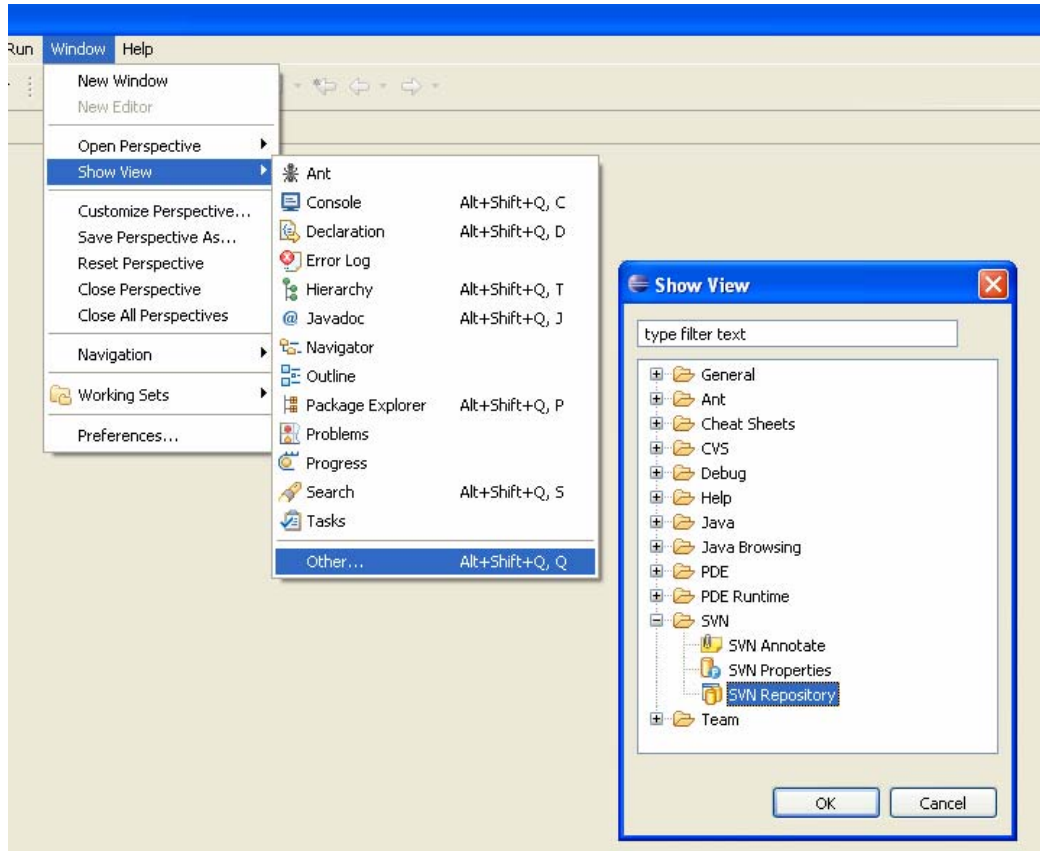 Run Window Help
New Window
New Editor
Open Perspective
Show View
Customize Perspective...
Save Perspective As...
Reset Perspective
Close Perspective
Close All Perspectives
Navigation
Working Sets
Preferences...
Ant
Console Alt+Shift+Q, C
Declaration Alt+Shift+Q, D
Error Log
Hierarchy Alt+Shift+Q, T
@ Javadoc Alt+Shift+Q, J
Navigator
Outline
Package Explorer Alt+Shift+Q, P
Problems
Progress
Search Alt+Shift+Q, S
Tasks
Other... Alt+Shift+Q, Q
Show View
type filter text
General
Ant
Cheat Sheets
CVS
Debug
Help
Java
Java Browsing
PDE
PDE Runtime
SVN
SVN Annotate
SVN Properties
SVN Repository
Team
OK Cancel